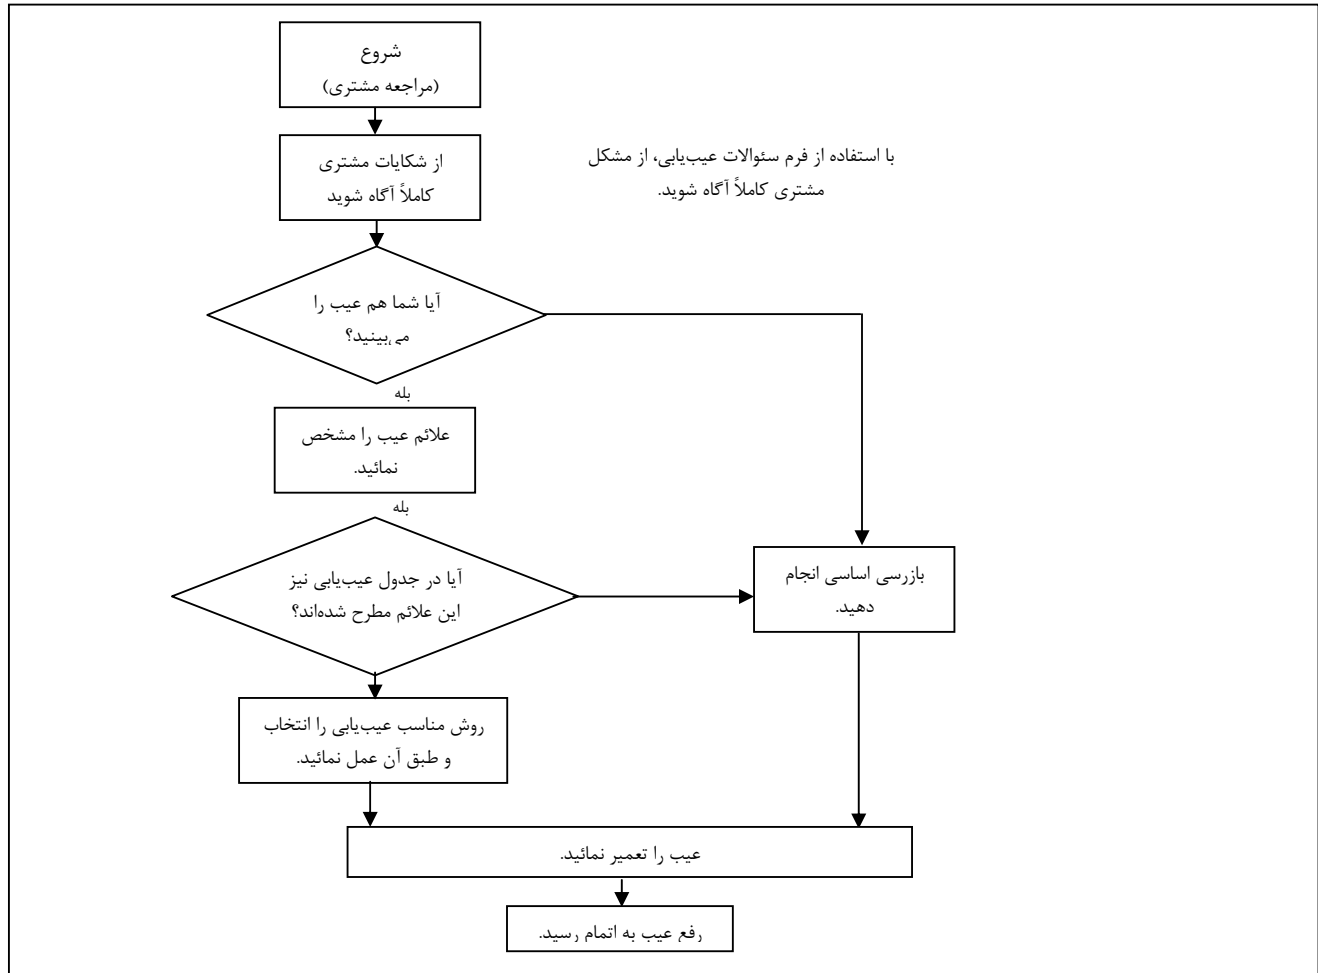 شروع
(مراجعه مشتری)
از شکایات مشتری
کاملاً آگاه شوید
با استفاده از فرم سئوالات عیب‌یابی، از مشکل
مشتری کاملاً آگاه شوید.
آیا شما هم عیب را
می‌بینید؟
بله
علائم عیب را مشخص
نمائید.
بله
آیا در جدول عیب‌یابی نیز
این علائم مطرح شده‌اند؟
بازرسی اساسی انجام
دهید.
روش مناسب عیب‌یابی را انتخاب
و طبق آن عمل نمائید.
عیب را تعمیر نمائید.
رفع عیب به اتمام رسید.